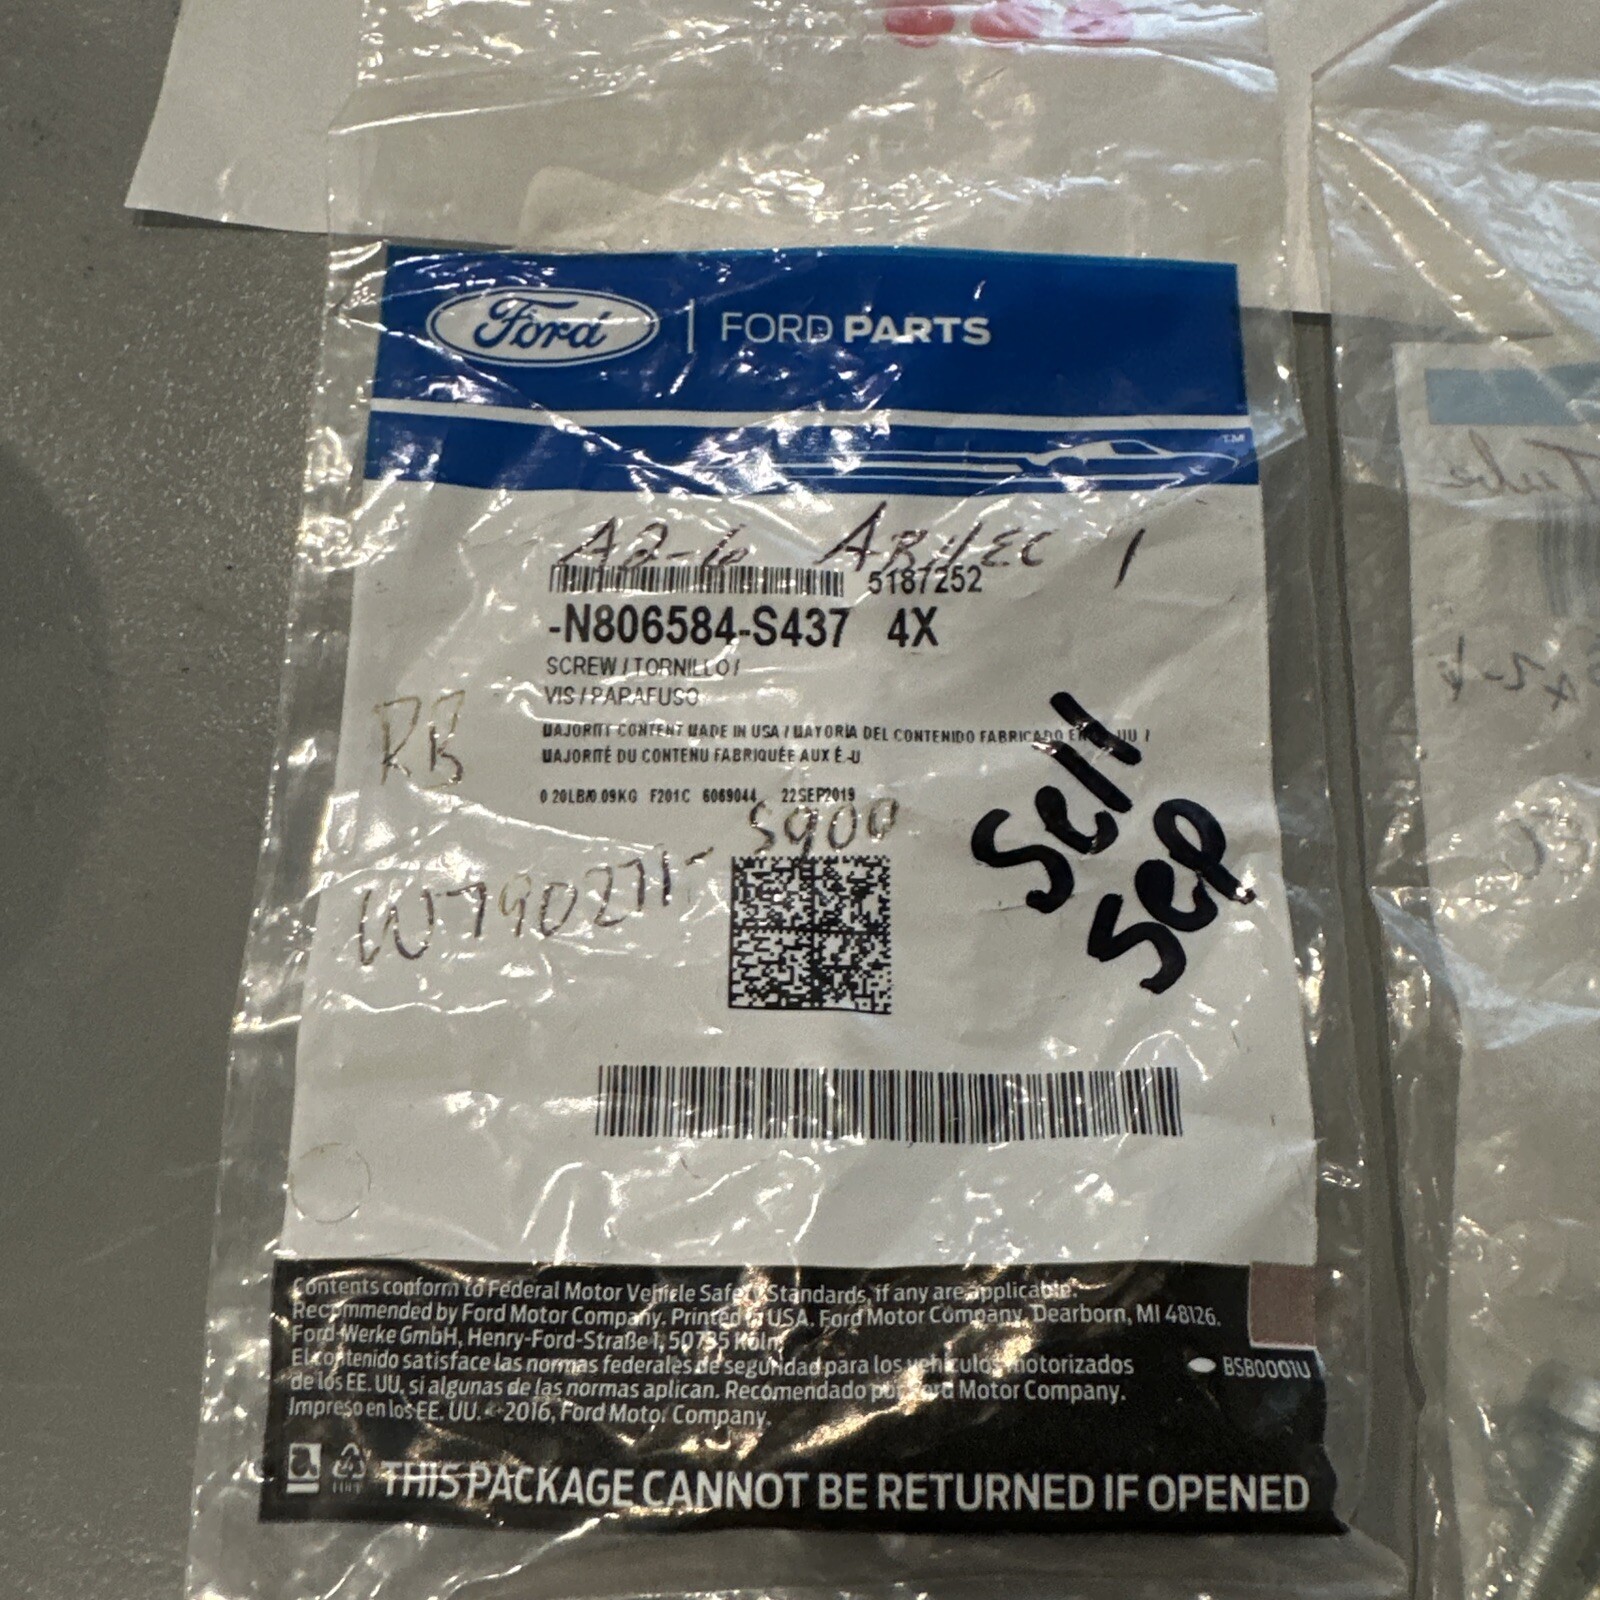 Ford
FORD PARTS
TM
A2-6
1
5187252
-N806584-S437 4X
SCREW / TORNILLO /
VIS / PARAFUSO
MAJORITY CONTENT MADE IN USA / MAYORIA DEL CONTENIDO FABRICADO EN UU /
MAJORITÉ DU CONTENU FABRIQUÉE AUX É.-U
0 20LB/0.09KG F201C 6069044 22SEP2019
RB
W790271-S900
Sell
Sep
Contents conform to Federal Motor Vehicle Safety Standards, if any are applicable.
Recommended by Ford Motor Company. Printed in USA. Ford Motor Company, Dearborn, MI 48126.
Ford-Werke GmbH, Henry-Ford-Straße 1, 50735 Köln
El contenido satisface las normas federales de seguridad para los vehículos motorizados
de los EE. UU. si algunas de las normas aplican. Recomendado por Ford Motor Company.
Impreso en los EE. UU. 2016, Ford Motor Company.
BSB0001U
THIS PACKAGE CANNOT BE RETURNED IF OPENED
Tube